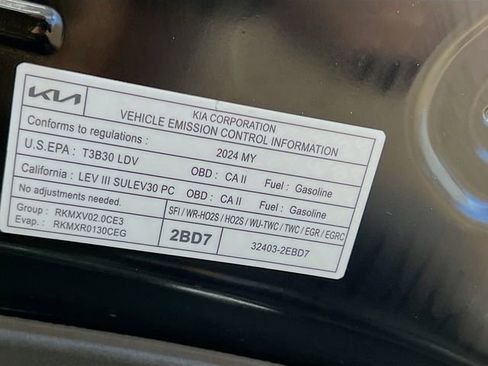 KIA
KIA CORPORATION
VEHICLE EMISSION CONTROL INFORMATION
Conforms to regulations : 2024 MY
U.S.EPA : T3B30 LDV OBD : CA II Fuel : Gasoline
California : LEV III SULEV30 PC OBD : CA II Fuel : Gasoline
No adjustments needed.
SFI / WR-HO2S / HO2S / WU-TWC / TWC / EGR / EGRC
Group : RKMXV02.0CE3
Evap. : RKMXR0130CEG
2BD7
32403-2EBD7